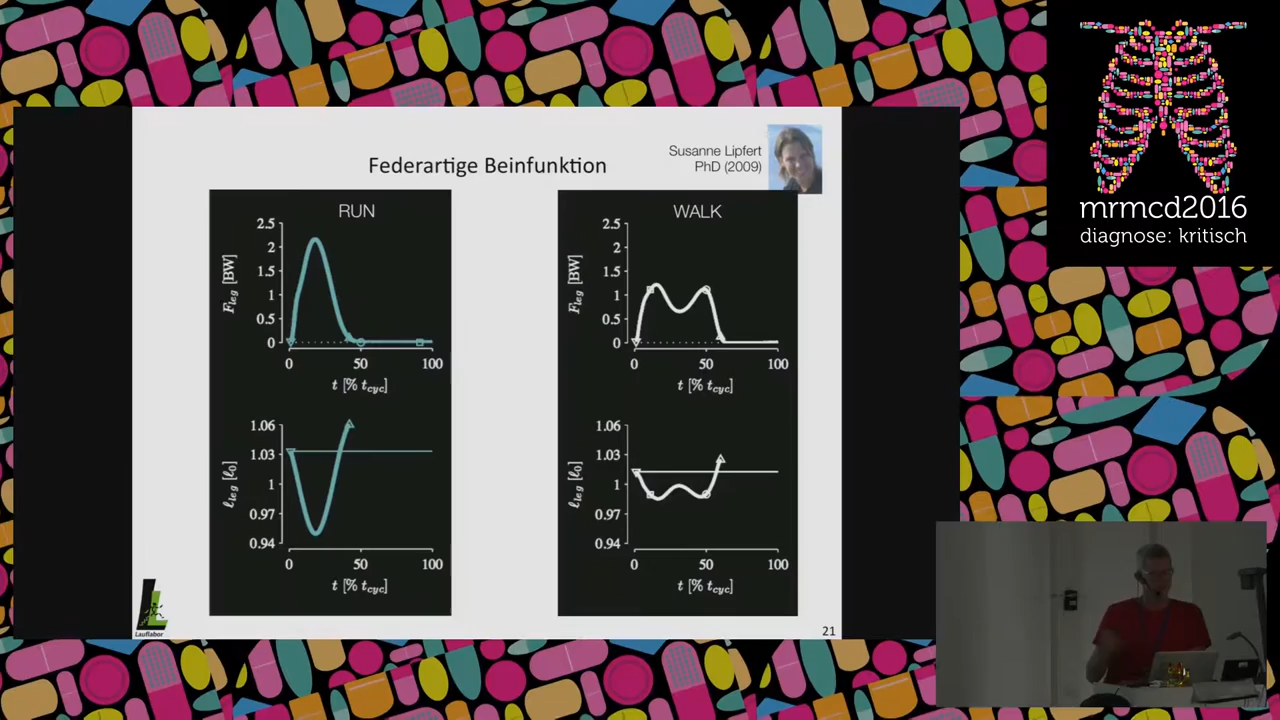 mrmcd2016
diagnose: kritisch
Federartige Beinfunktion
Susanne Lipfert
PhD (2009)
RUN
2.5
2
1.5
1
0.5
0
F_leg [BW]
0 50 100
t [% t_cyc]
1.06
1.03
1
0.97
0.94
ℓ_leg [ℓ_0]
0 50 100
t [% t_cyc]
WALK
2.5
2
1.5
1
0.5
0
F_leg [BW]
0 50 100
t [% t_cyc]
1.06
1.03
1
0.97
0.94
ℓ_leg [ℓ_0]
0 50 100
t [% t_cyc]
Lauflabor
21